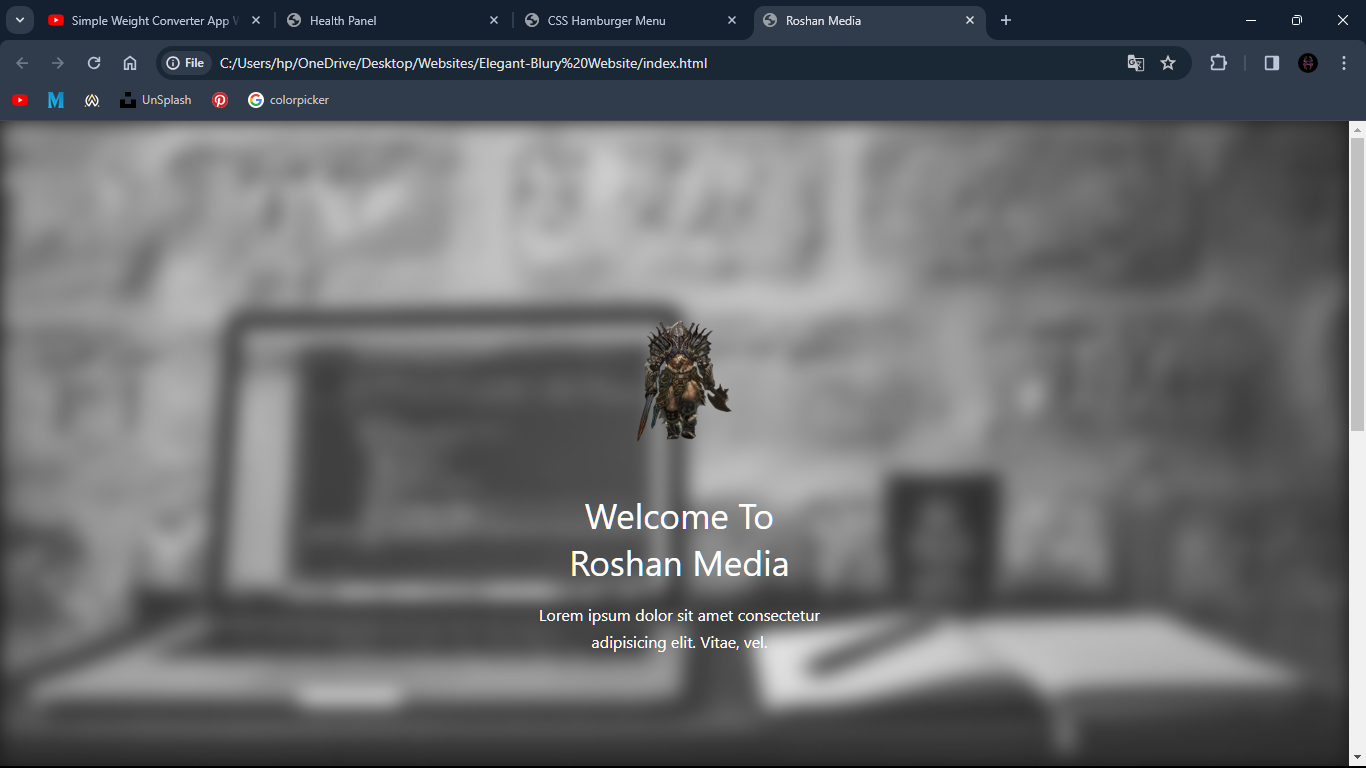 Simple Weight Converter App
Health Panel
CSS Hamburger Menu
Roshan Media
File
C:/Users/hp/OneDrive/Desktop/Websites/Elegant-Blury%20Website/index.html
UnSplash
colorpicker
Welcome To
Roshan Media
Lorem ipsum dolor sit amet consectetur
adipisicing elit. Vitae, vel.